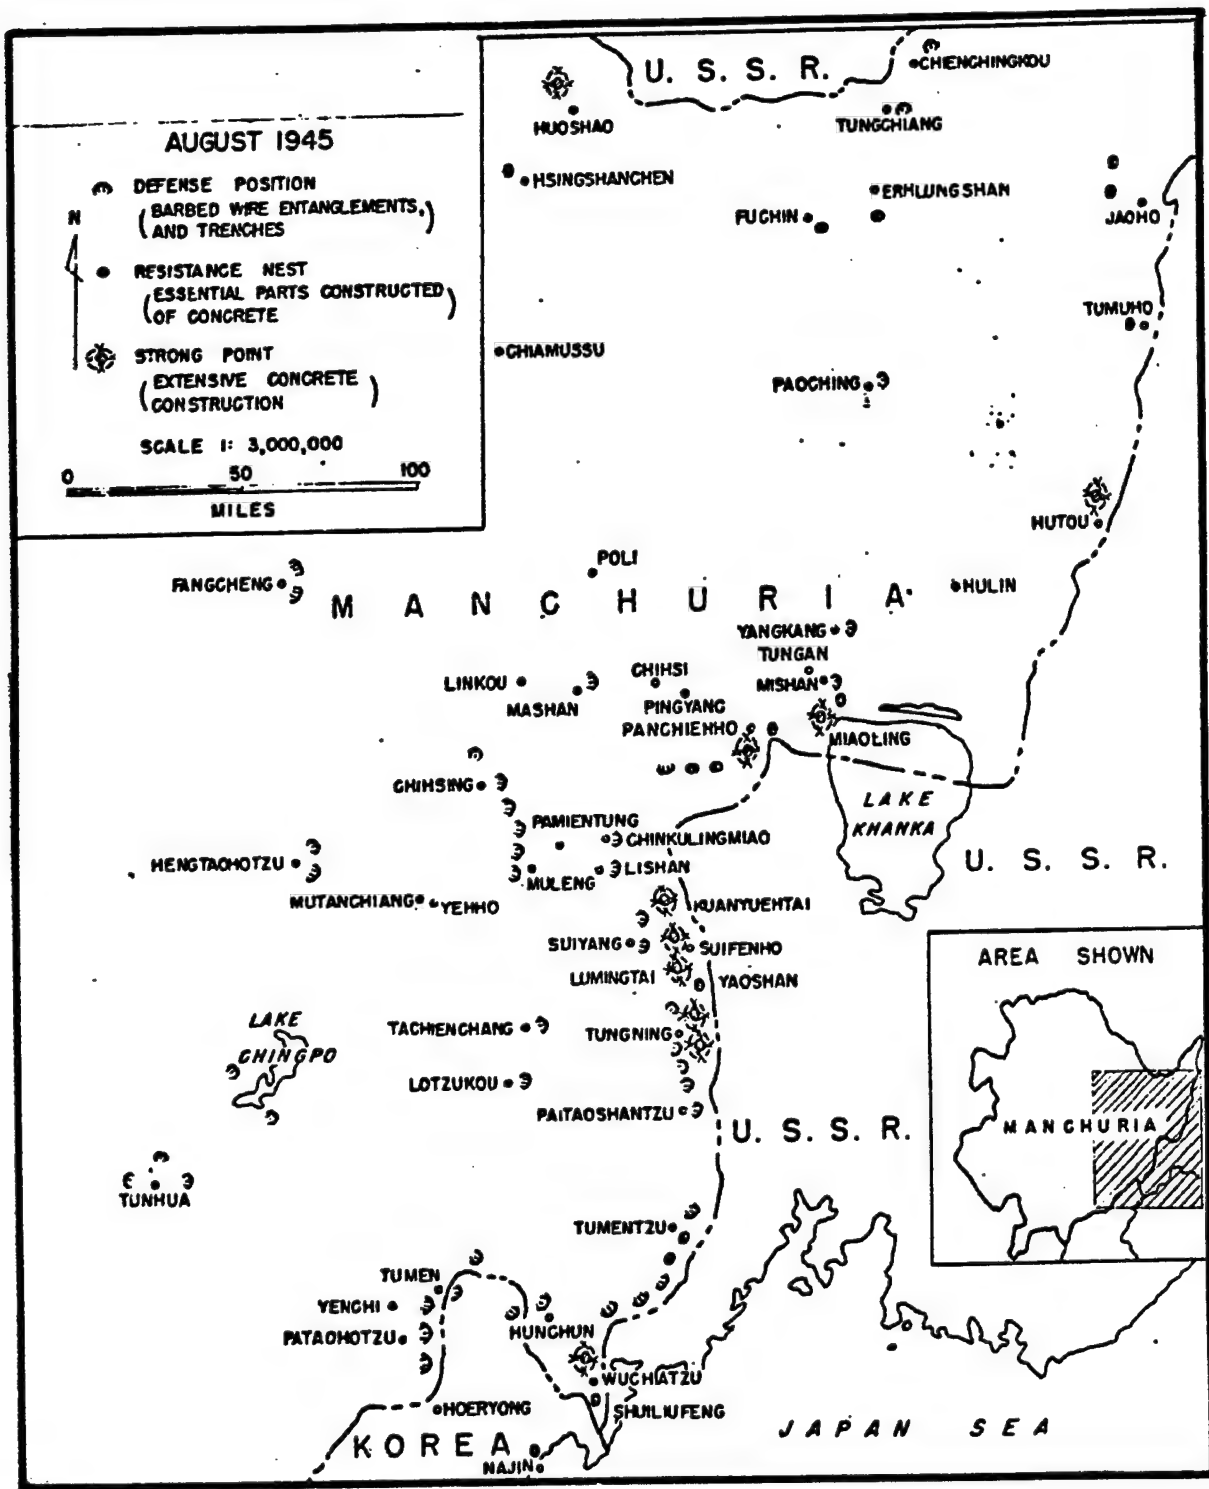 AUGUST 1945
DEFENSE POSITION
(BARBED WIRE ENTANGLEMENTS,
AND TRENCHES)
N
RESISTANCE NEST
(ESSENTIAL PARTS CONSTRUCTED
OF CONCRETE)
STRONG POINT
(EXTENSIVE CONCRETE
CONSTRUCTION)
SCALE 1: 3,000,000
0 50 100
MILES
U. S. S. R.
CHIENCHINGKOU
HUOSHAO
TUNGCHIANG
HSINGSHANCHEN
ERHLUNGSHAN
FUCHIN
JAOHO
TUMUHO
CHIAMUSSU
PAOCHING
HUTOU
POLI
FANGCHENG
HULIN
MANCHURIA
YANGKANG
TUNGAN
CHIHSI
LINKOU
MISHAN
MASHAN
PINGYANG
PANCHIEHHO
MIAOLING
CHIHSING
LAKE
KHANKA
PAMIENTUNG
CHINKULINGMIAO
HENGTAOHOTZU
U. S. S. R.
MULENG
LISHAN
MUTANCHIANG
YEHHO
KUANYUEHTAI
SUIYANG
SUIFENHO
AREA SHOWN
LUMINGTAI
YAOSHAN
LAKE
CHINGPO
TACHIENCHANG
TUNGNING
LOTZUKOU
PAITAOSHANTZU
U. S. S. R.
MANCHURIA
TUNHUA
TUMENTZU
TUMEN
YENCHI
HUNCHUN
PATAOHOTZU
WUCHIATZU
HOERYONG
SHUILIUFENG
JAPAN SEA
KOREA
NAJIN